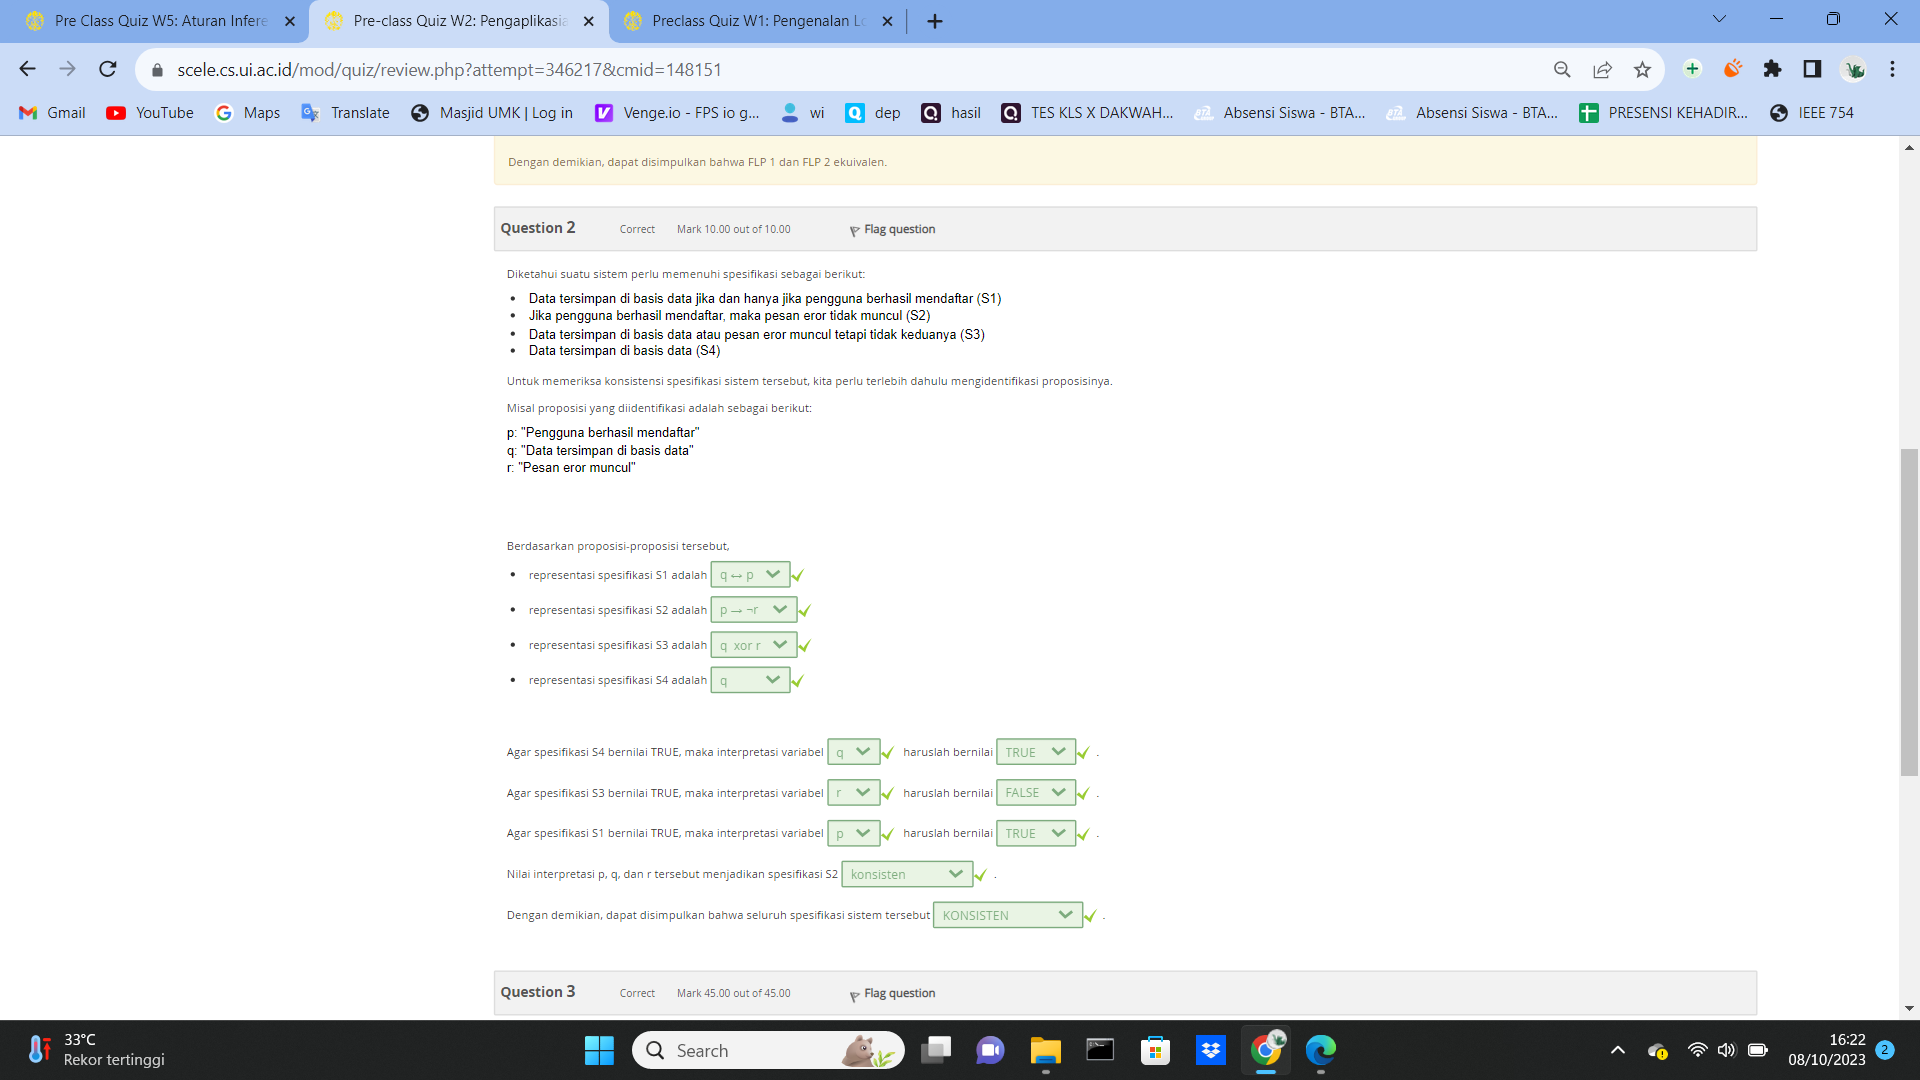 Pre Class Quiz W5: Aturan Infere
Pre-class Quiz W2: Pengaplikasia
Preclass Quiz W1: Pengenalan Lo
scele.cs.ui.ac.id/mod/quiz/review.php?attempt=346217&cmid=148151
Gmail YouTube Maps Translate Masjid UMK | Log in Venge.io - FPS io g... wi dep hasil TES KLS X DAKWAH... Absensi Siswa - BTA... Absensi Siswa - BTA... PRESENSI KEHADIR... IEEE 754
Dengan demikian, dapat disimpulkan bahwa FLP 1 dan FLP 2 ekuivalen.
Question 2 Correct Mark 10.00 out of 10.00 Flag question
Diketahui suatu sistem perlu memenuhi spesifikasi sebagai berikut:
• Data tersimpan di basis data jika dan hanya jika pengguna berhasil mendaftar (S1)
• Jika pengguna berhasil mendaftar, maka pesan eror tidak muncul (S2)
• Data tersimpan di basis data atau pesan eror muncul tetapi tidak keduanya (S3)
• Data tersimpan di basis data (S4)
Untuk memeriksa konsistensi spesifikasi sistem tersebut, kita perlu terlebih dahulu mengidentifikasi proposisinya.
Misal proposisi yang diidentifikasi adalah sebagai berikut:
p: "Pengguna berhasil mendaftar"
q: "Data tersimpan di basis data"
r: "Pesan eror muncul"
Berdasarkan proposisi-proposisi tersebut,
• representasi spesifikasi S1 adalah q ↔ p
• representasi spesifikasi S2 adalah p → ¬r
• representasi spesifikasi S3 adalah q xor r
• representasi spesifikasi S4 adalah q
Agar spesifikasi S4 bernilai TRUE, maka interpretasi variabel q haruslah bernilai TRUE .
Agar spesifikasi S3 bernilai TRUE, maka interpretasi variabel r haruslah bernilai FALSE .
Agar spesifikasi S1 bernilai TRUE, maka interpretasi variabel p haruslah bernilai TRUE .
Nilai interpretasi p, q, dan r tersebut menjadikan spesifikasi S2 konsisten .
Dengan demikian, dapat disimpulkan bahwa seluruh spesifikasi sistem tersebut KONSISTEN .
Question 3 Correct Mark 45.00 out of 45.00 Flag question
33°C
Rekor tertinggi
Search
16:22
08/10/2023
2